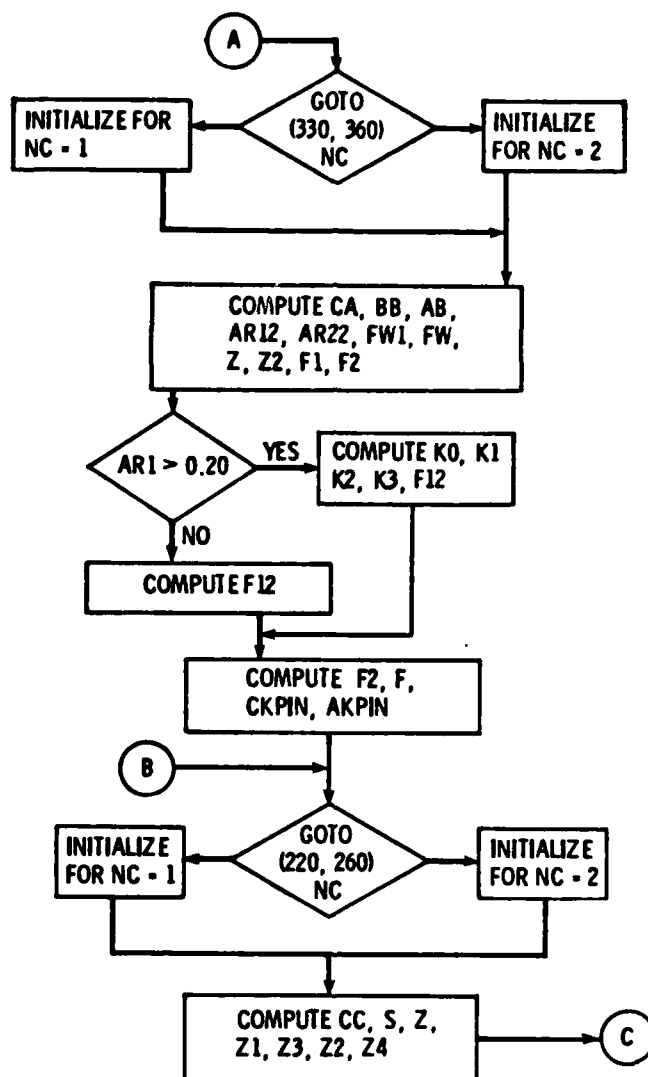 A
GOTO
(330, 360)
NC
INITIALIZE FOR
NC = 1
INITIALIZE
FOR NC = 2
COMPUTE CA, BB, AB,
AR12, AR22, FW1, FW,
Z, Z2, F1, F2
AR1 > 0.20
YES
COMPUTE K0, K1
K2, K3, F12
NO
COMPUTE F12
COMPUTE F2, F,
CKPIN, AKPIN
B
GOTO
(220, 260)
NC
INITIALIZE
FOR NC = 1
INITIALIZE
FOR NC = 2
COMPUTE CC, S, Z,
Z1, Z3, Z2, Z4
C